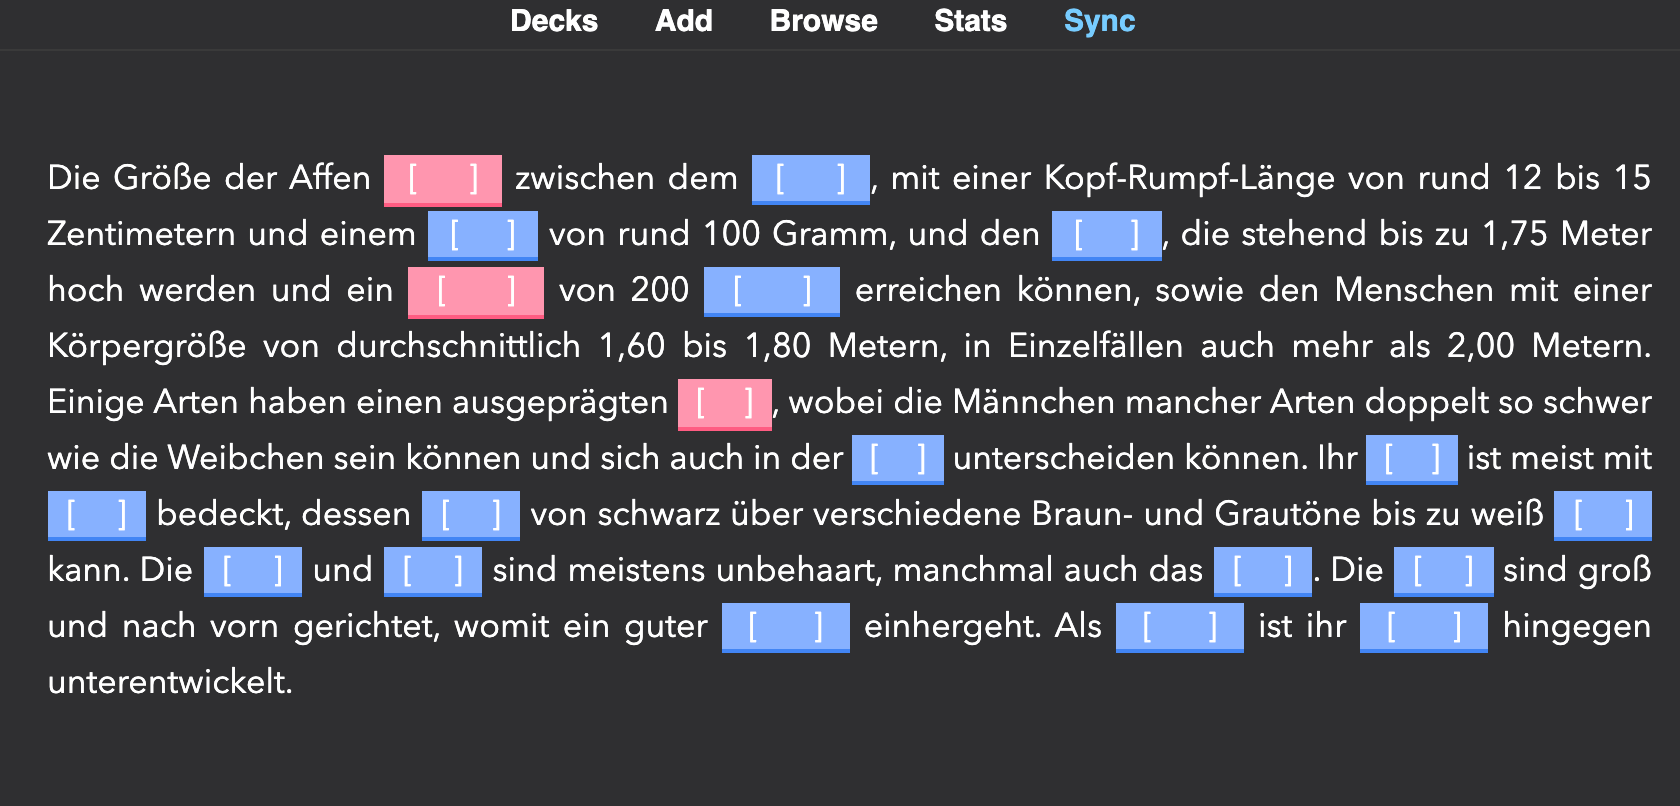 Decks Add Browse Stats Sync
Die Größe der Affen [ ] zwischen dem [ ], mit einer Kopf-Rumpf-Länge von rund 12 bis 15
Zentimetern und einem [ ] von rund 100 Gramm, und den [ ], die stehend bis zu 1,75 Meter
hoch werden und ein [ ] von 200 [ ] erreichen können, sowie den Menschen mit einer
Körpergröße von durchschnittlich 1,60 bis 1,80 Metern, in Einzelfällen auch mehr als 2,00 Metern.
Einige Arten haben einen ausgeprägten [ ], wobei die Männchen mancher Arten doppelt so schwer
wie die Weibchen sein können und sich auch in der [ ] unterscheiden können. Ihr [ ] ist meist mit
[ ] bedeckt, dessen [ ] von schwarz über verschiedene Braun- und Grautöne bis zu weiß [ ]
kann. Die [ ] und [ ] sind meistens unbehaart, manchmal auch das [ ]. Die [ ] sind groß
und nach vorn gerichtet, womit ein guter [ ] einhergeht. Als [ ] ist ihr [ ] hingegen
unterentwickelt.